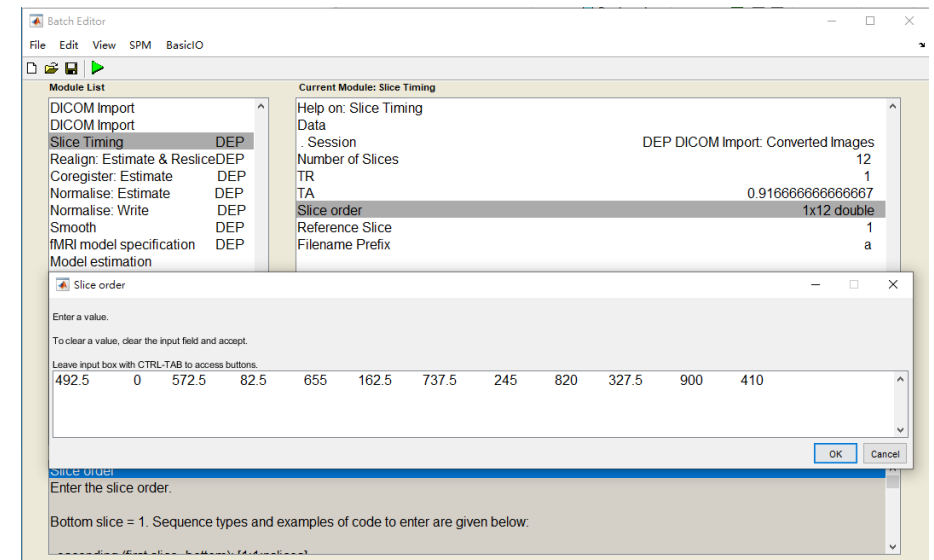 Batch Editor
File Edit View SPM BasicIO
Module List
DICOM Import
DICOM Import
Slice Timing DEP
Realign: Estimate & ResliceDEP
Coregister: Estimate DEP
Normalise: Estimate DEP
Normalise: Write DEP
Smooth DEP
fMRI model specification DEP
Model estimation
Current Module: Slice Timing
Help on: Slice Timing
Data
. Session DEP DICOM Import: Converted Images
Number of Slices 12
TR 1
TA 0.916666666666667
Slice order 1x12 double
Reference Slice 1
Filename Prefix a
Slice order
Enter a value.
To clear a value, clear the input field and accept.
Leave input box with CTRL-TAB to access buttons.
492.5 0 572.5 82.5 655 162.5 737.5 245 820 327.5 900 410
OK Cancel
Slice order
Enter the slice order.
Bottom slice = 1. Sequence types and examples of code to enter are given below: